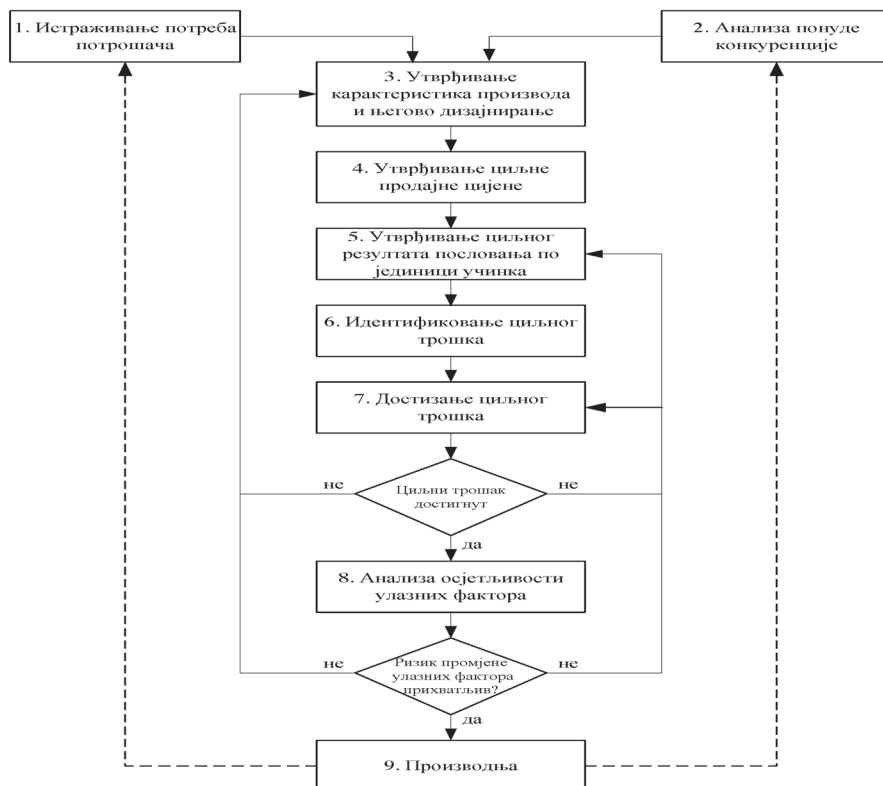 1. Истраживање потреба
потрошача
2. Анализа понуде
конкуренције
3. Утврђивање
карактеристика производа
и његово дизајнирање
4. Утврђивање циљне
продајне цијене
5. Утврђивање циљног
резултата пословања по
јединици учинка
6. Идентификовање циљног
трошка
7. Достизање циљног
трошка
не
Циљни трошак
достигнут
не
да
8. Анализа осјетљивости
улазних фактора
не
Ризик промјене
улазних фактора
прихватљив?
не
да
9. Производња